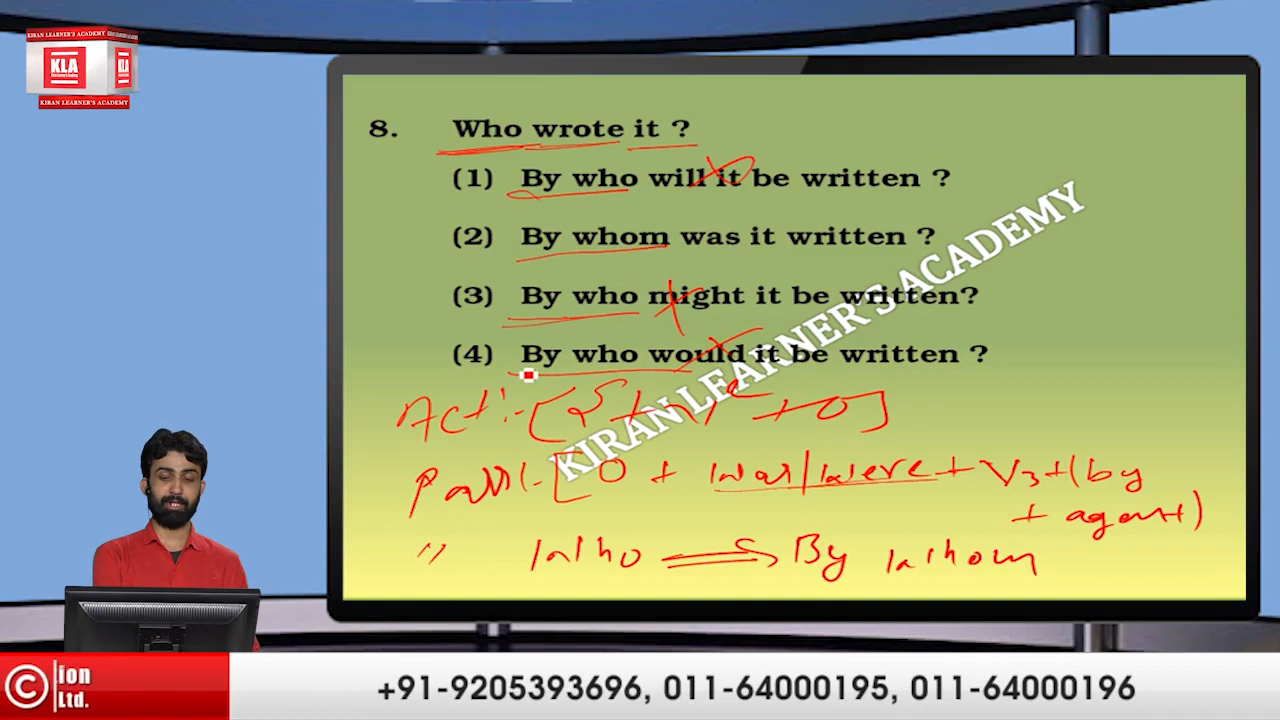 KIRAN LEARNER'S ACADEMY
KLA
KIRAN LEARNER'S ACADEMY
8. Who wrote it ?
(1) By who will it be written ?
(2) By whom was it written ?
(3) By who might it be written?
(4) By who would it be written ?
KIRAN LEARNER'S ACADEMY
Act:- [S + V2 + O]
Pass:- [O + was/were + V3 + (by
+ agent)
" Who By whom
© ion
Ltd.
+91-9205393696, 011-64000195, 011-64000196